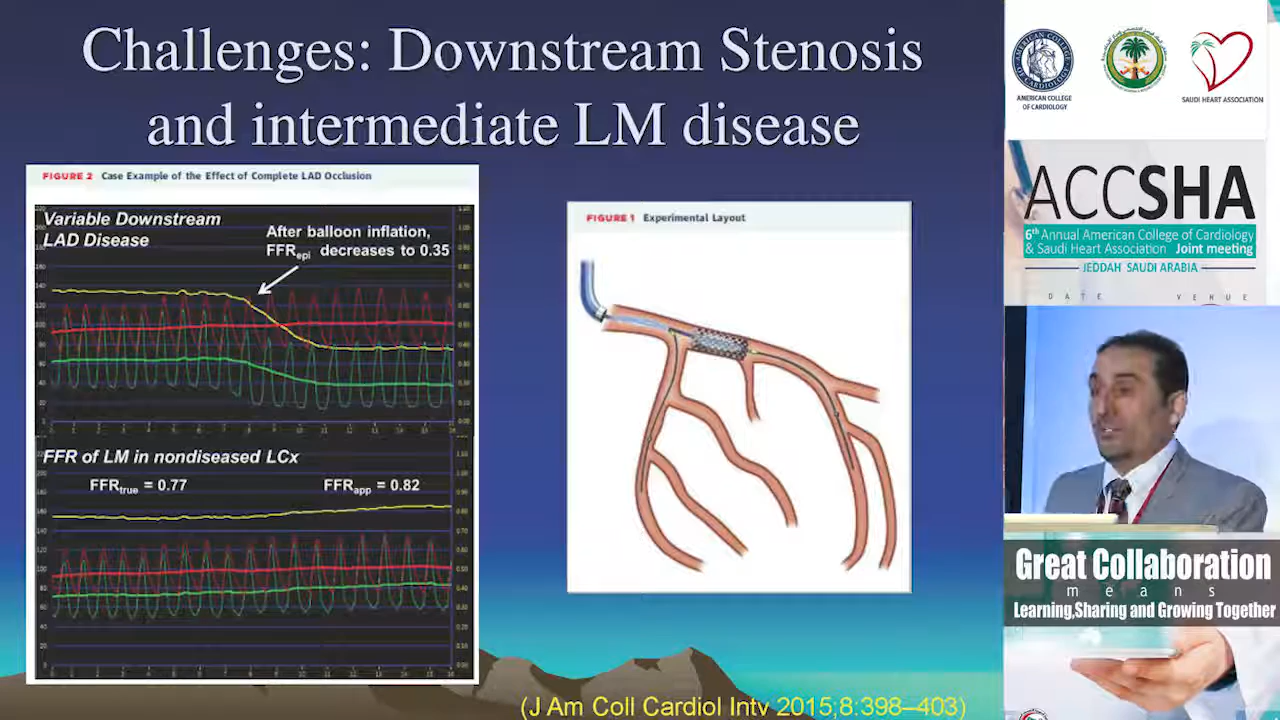 Challenges: Downstream Stenosis
and intermediate LM disease
FIGURE 2 Case Example of the Effect of Complete LAD Occlusion
Variable Downstream
LAD Disease
After balloon inflation,
FFRepi decreases to 0.35
FFR of LM in nondiseased LCx
FFRtrue = 0.77
FFRapp = 0.82
FIGURE 1 Experimental Layout
(J Am Coll Cardiol Intv 2015;8:398–403)
AMERICAN COLLEGE
OF CARDIOLOGY
SAUDI HEART ASSOCIATION
ACCSHA
6th Annual American College of Cardiology
& Saudi Heart Association Joint meeting
JEDDAH SAUDI ARABIA
DATE VENUE
Great Collaboration
means
Learning,Sharing and Growing Together